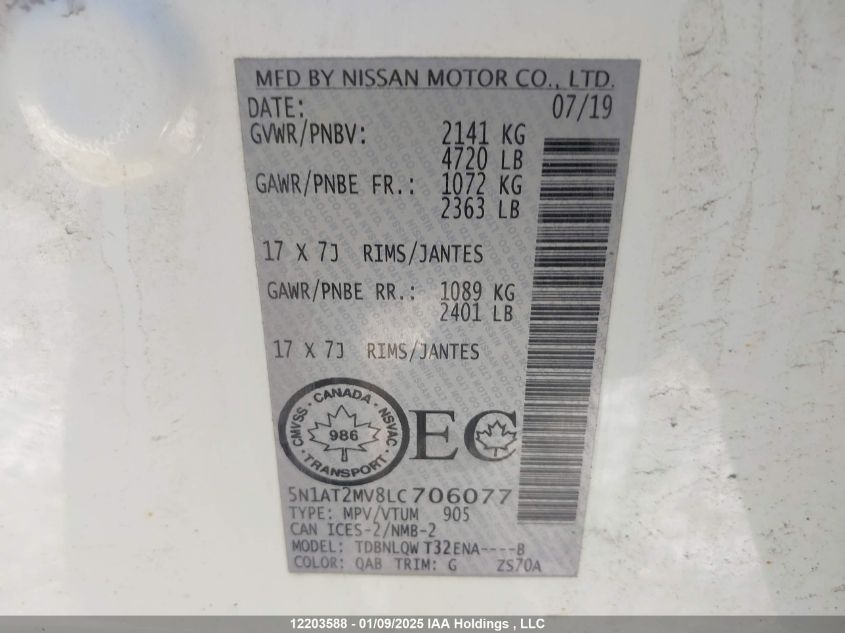 MFD BY NISSAN MOTOR CO., LTD.
DATE: 07/19
GVWR/PNBV: 2141 KG
4720 LB
GAWR/PNBE FR.: 1072 KG
2363 LB
17 X 7J RIMS/JANTES
GAWR/PNBE RR.: 1089 KG
2401 LB
17 X 7J RIMS/JANTES
CMVSS · CANADA · NSVAC
986
TRANSPORT
EC
5N1AT2MV8LC706077
TYPE: MPV/VTUM 905
CAN ICES-2/NMB-2
MODEL: TDBNLQW T32ENA----B
COLOR: QAB TRIM: G ZS70A
12203588 - 01/09/2025 IAA Holdings , LLC